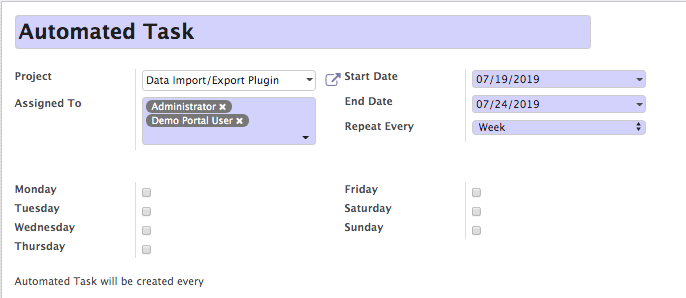 Automated Task
Project Data Import/Export Plugin Start Date 07/19/2019
Assigned To Administrator × End Date 07/24/2019
Demo Portal User × Repeat Every Week
Monday Friday
Tuesday Saturday
Wednesday Sunday
Thursday
Automated Task will be created every